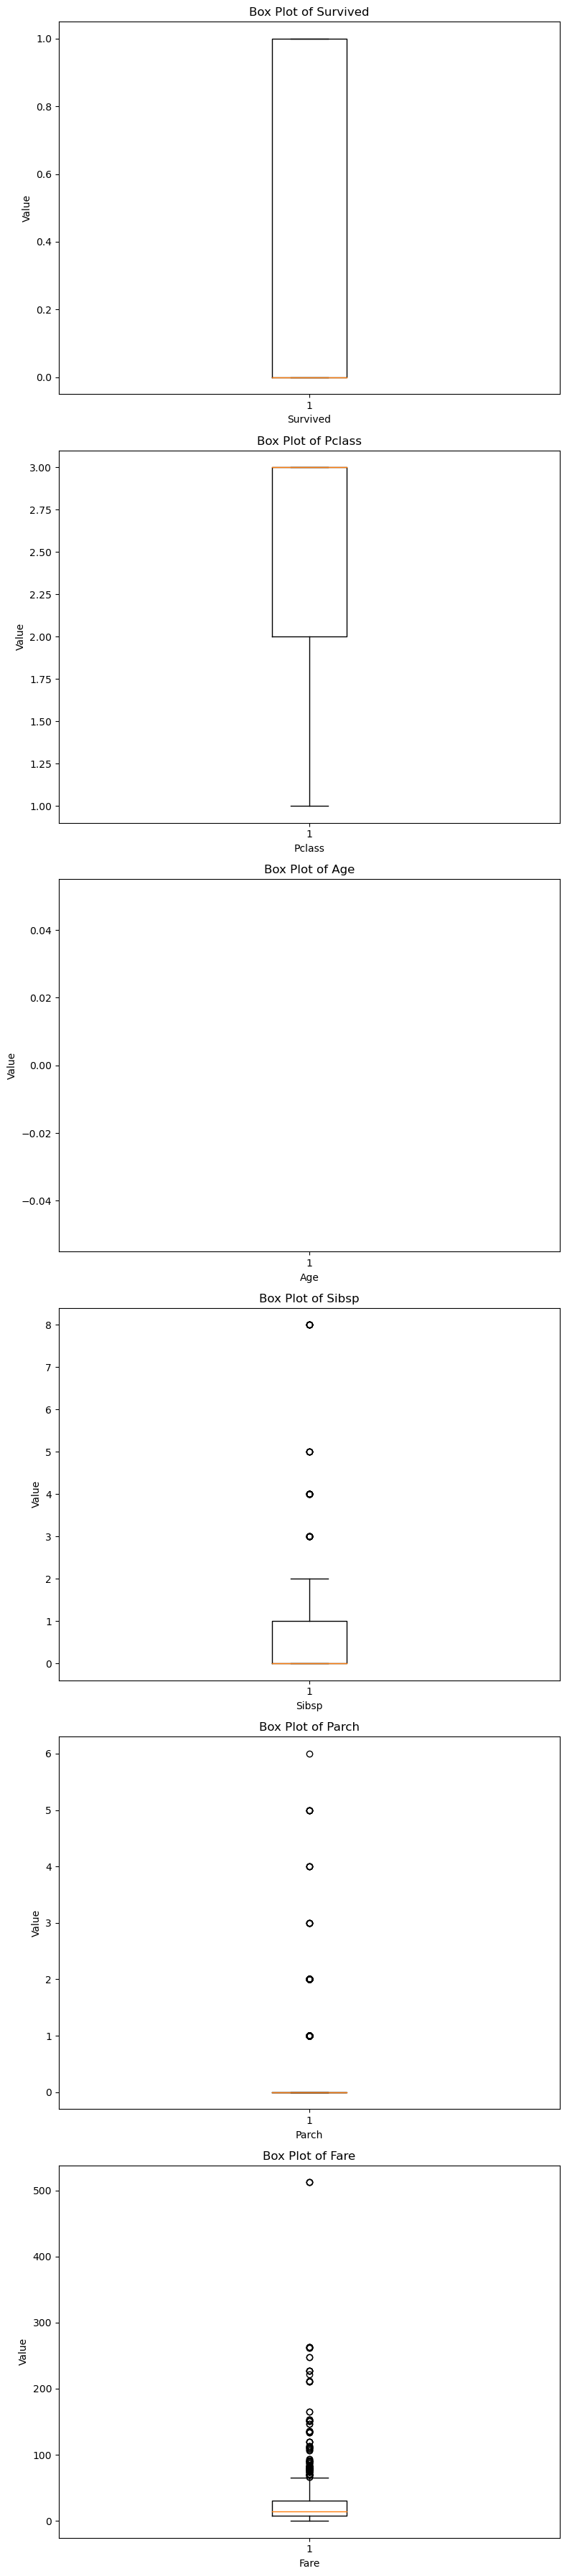 Box Plot of Survived
1.0
0.8
0.6
0.4
0.2
0.0
Value
1
Survived
Box Plot of Pclass
3.00
2.75
2.50
2.25
2.00
1.75
1.50
1.25
1.00
Value
1
Pclass
Box Plot of Age
0.04
0.02
0.00
−0.02
−0.04
Value
1
Age
Box Plot of Sibsp
8
7
6
5
4
3
2
1
0
Value
1
Sibsp
Box Plot of Parch
6
5
4
3
2
1
0
Value
1
Parch
Box Plot of Fare
500
400
300
200
100
0
Value
1
Fare